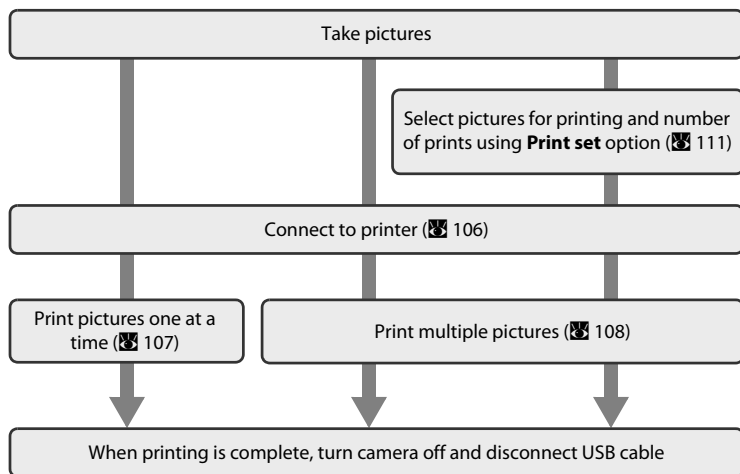 Take pictures
Select pictures for printing and number
of prints using Print set option ( 111)
Connect to printer ( 106)
Print pictures one at a
time ( 107)
Print multiple pictures ( 108)
When printing is complete, turn camera off and disconnect USB cable